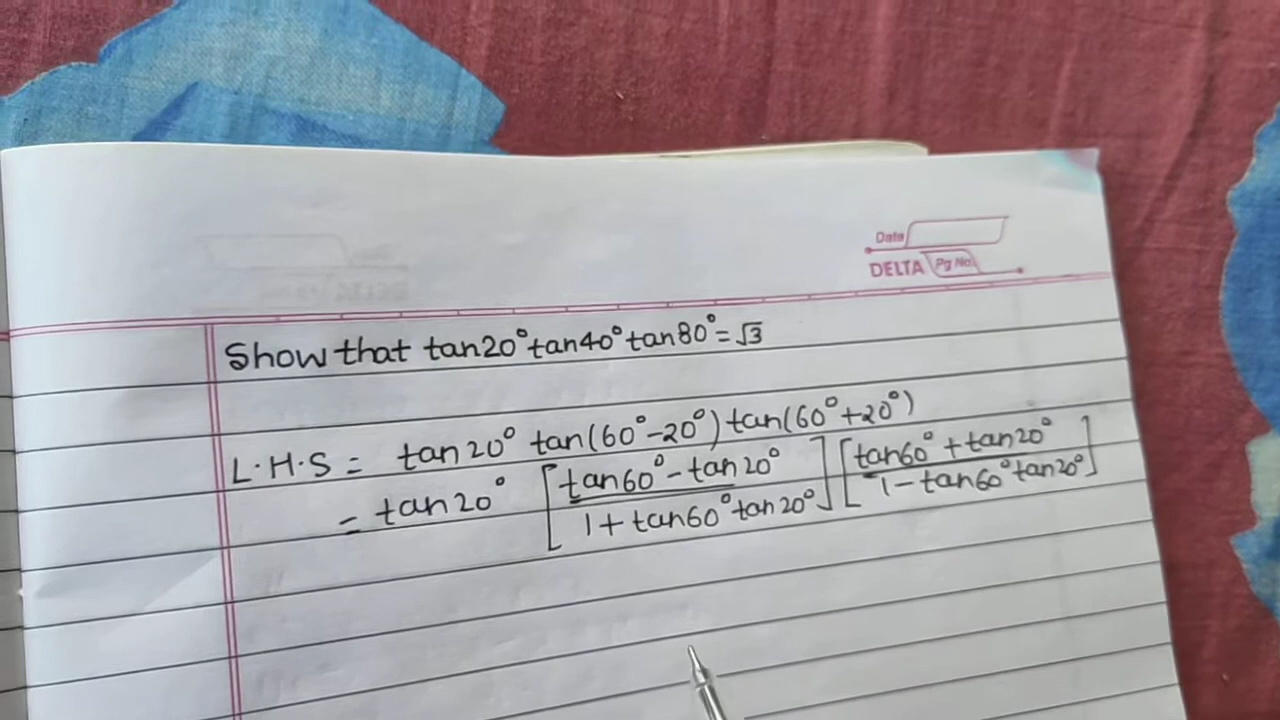 Date
DELTA Pg No.
Show that tan20°tan40°tan80°=√3
L.H.S = tan20° tan(60°-20°) tan(60°+20°)
= tan20° [tan60°-tan20° / 1+tan60°tan20°] [tan60°+tan20° / 1-tan60°tan20°]